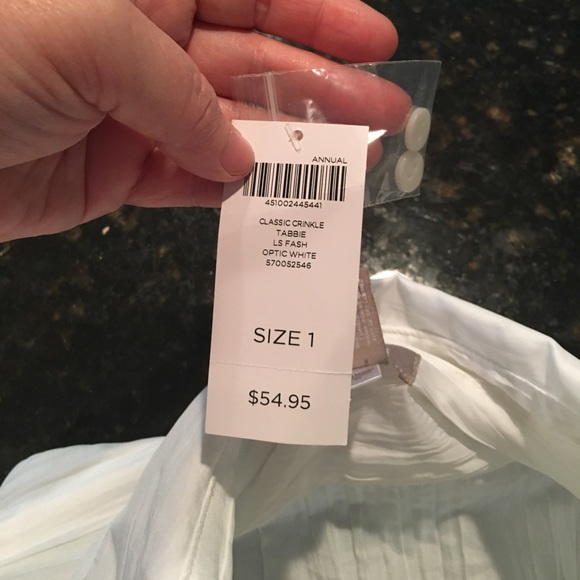 ANNUAL
451002445441
CLASSIC CRINKLE
TABBIE
LS FASH
OPTIC WHITE
570052546
SIZE 1
$54.95